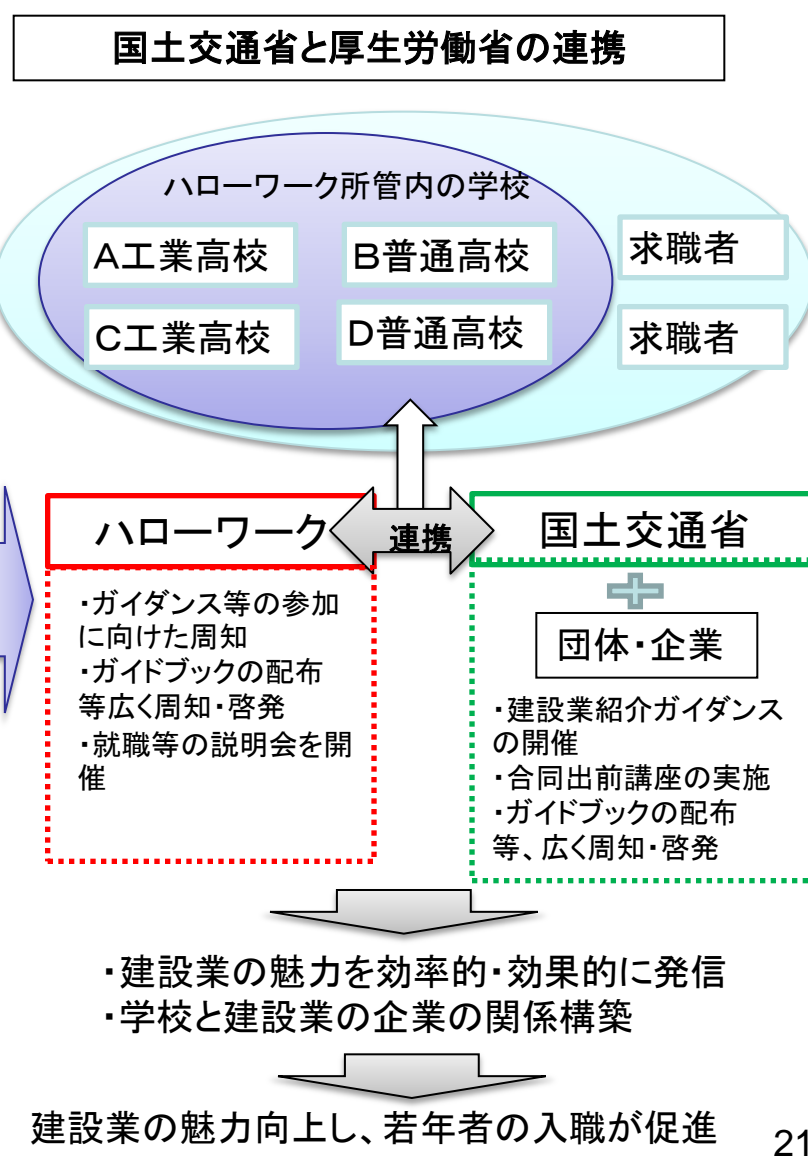 国土交通省と厚生労働省の連携
ハローワーク所管内の学校
A工業高校
B普通高校
求職者
C工業高校
D普通高校
求職者
ハローワーク
連携
国土交通省
・ガイダンス等の参加
に向けた周知
・ガイドブックの配布
等広く周知・啓発
・就職等の説明会を開
催
団体・企業
・建設業紹介ガイダンス
の開催
・合同出前講座の実施
・ガイドブックの配布
等、広く周知・啓発
・建設業の魅力を効率的・効果的に発信
・学校と建設業の企業の関係構築
建設業の魅力向上し、若年者の入職が促進
21